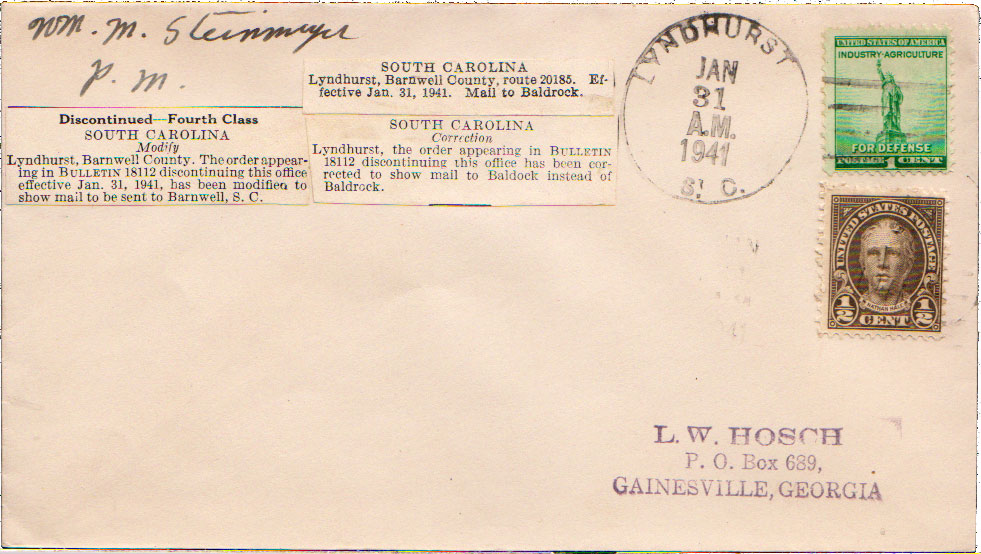 Wm. M. Steinmeyer
P. M.
SOUTH CAROLINA
Lyndhurst, Barnwell County, route 20185. Ef-
fective Jan. 31, 1941. Mail to Baldrock.
Discontinued—Fourth Class
SOUTH CAROLINA
Modify
Lyndhurst, Barnwell County. The order appear-
ing in BULLETIN 18112 discontinuing this office
effective Jan. 31, 1941, has been modified to
show mail to be sent to Barnwell, S. C.
SOUTH CAROLINA
Correction
Lyndhurst, the order appearing in BULLETIN
18112 discontinuing this office has been cor-
rected to show mail to Baldock instead of
Baldrock.
LYNDHURST
JAN
31
A.M.
1941
S. C.
UNITED STATES OF AMERICA
INDUSTRY-AGRICULTURE
FOR DEFENSE
POSTAGE 1 CENT
UNITED STATES POSTAGE
NATHAN HALE
1/2 CENT 1/2
L. W. HOSCH
P. O. Box 689,
GAINESVILLE, GEORGIA